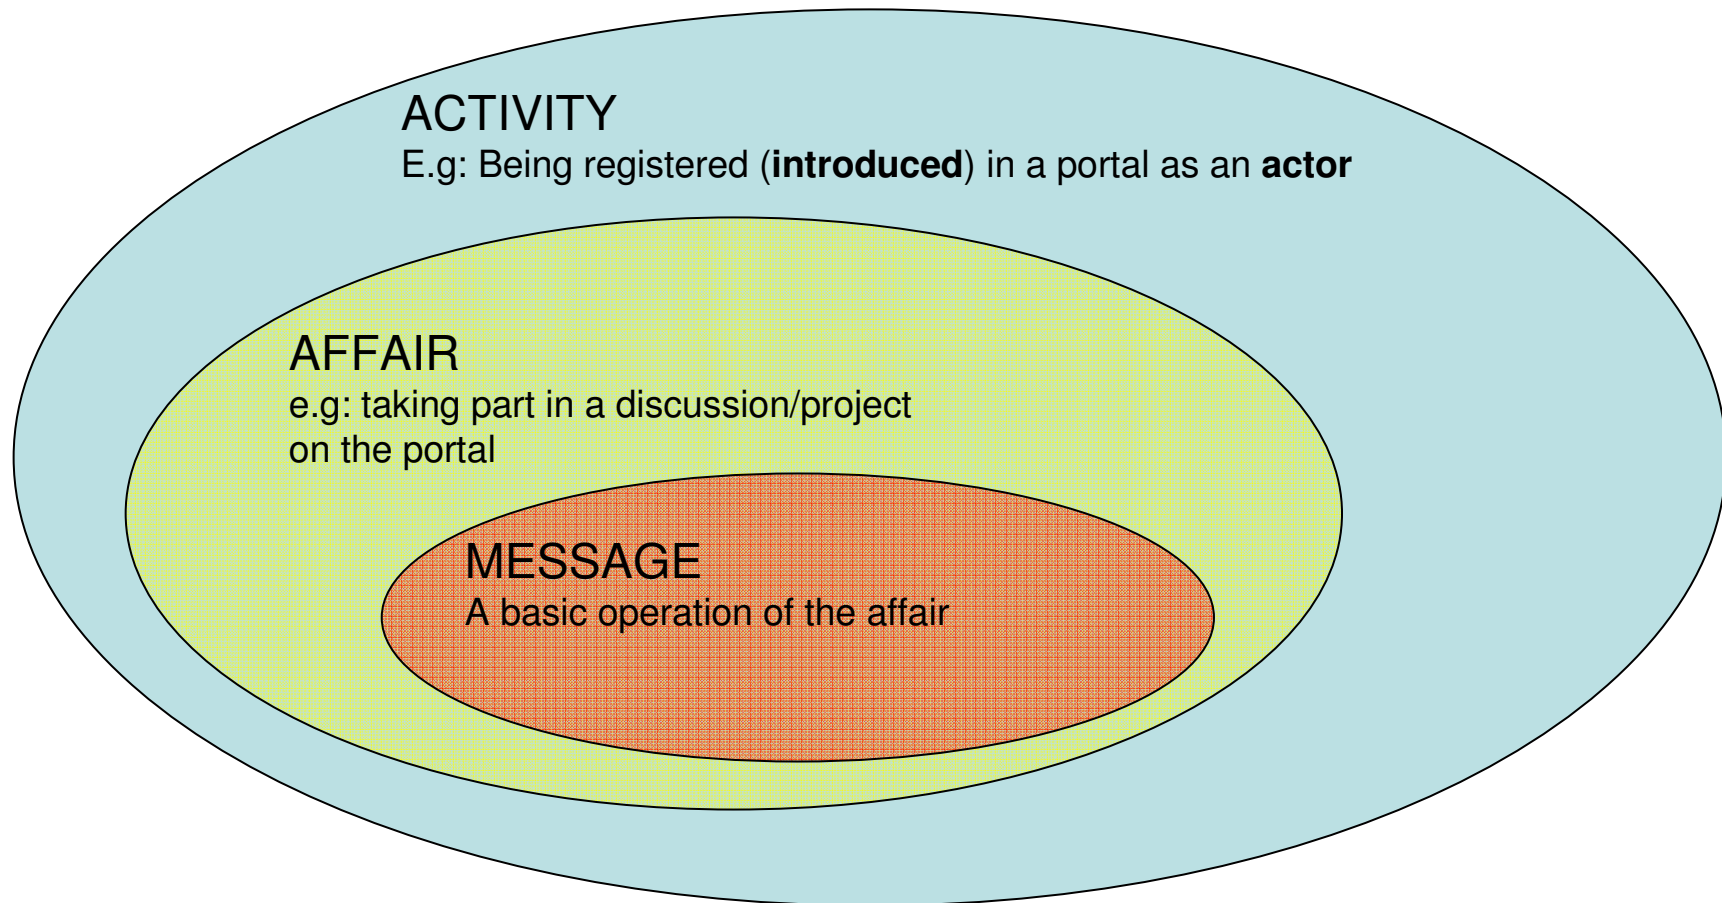 ACTIVITY
E.g: Being registered (introduced) in a portal as an actor
AFFAIR
e.g: taking part in a discussion/project
on the portal
MESSAGE
A basic operation of the affair